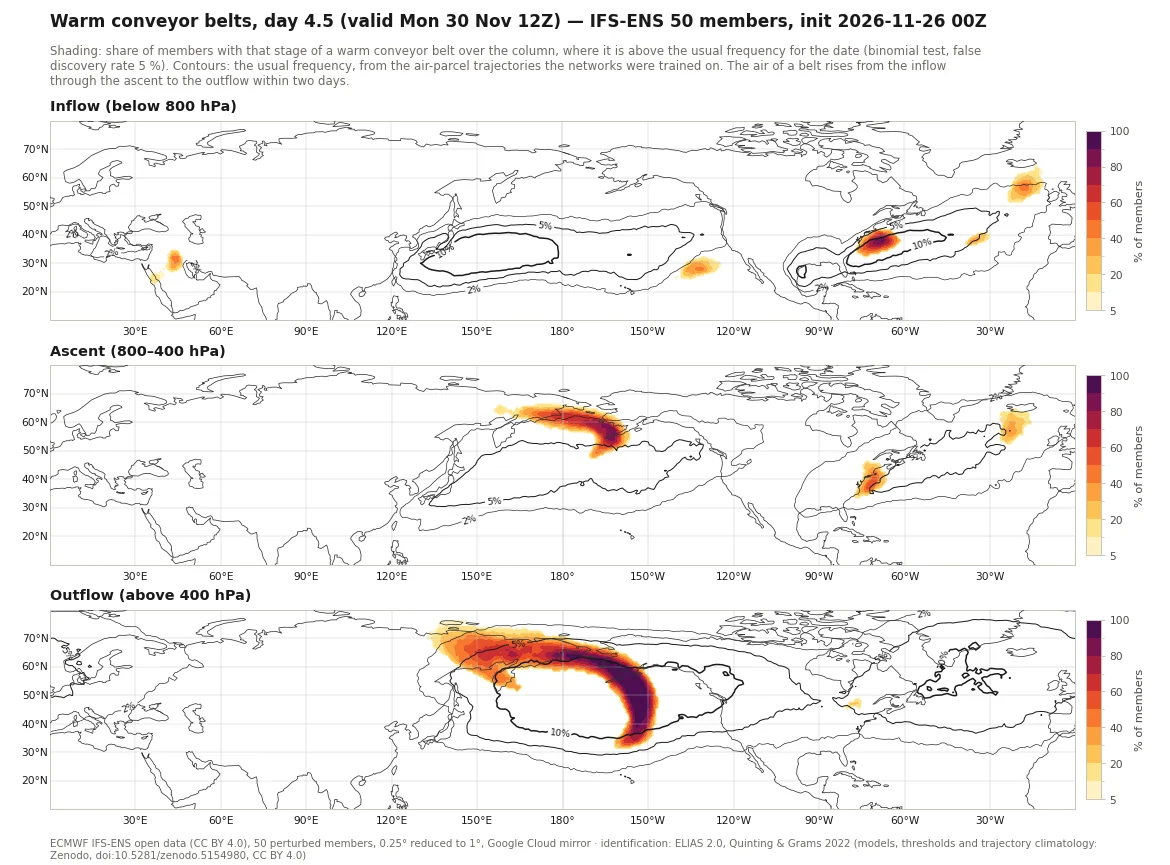 Warm conveyor belts, day 4.5 (valid Mon 30 Nov 12Z) — IFS-ENS 50 members, init 2026-11-26 00Z
Shading: share of members with that stage of a warm conveyor belt over the column, where it is above the usual frequency for the date (binomial test, false
discovery rate 5 %). Contours: the usual frequency, from the air-parcel trajectories the networks were trained on. The air of a belt rises from the inflow
through the ascent to the outflow within two days.
Inflow (below 800 hPa)
70°N
60°N
50°N
40°N
30°N
20°N
30°E 60°E 90°E 120°E 150°E 180° 150°W 120°W 90°W 60°W 30°W
2% 2% 2% 10% 5% 2% 2% 5% 10%
100
80
60
40
20
5
% of members
Ascent (800–400 hPa)
70°N
60°N
50°N
40°N
30°N
20°N
30°E 60°E 90°E 120°E 150°E 180° 150°W 120°W 90°W 60°W 30°W
5% 2% 2%
100
80
60
40
20
5
% of members
Outflow (above 400 hPa)
70°N
60°N
50°N
40°N
30°N
20°N
30°E 60°E 90°E 120°E 150°E 180° 150°W 120°W 90°W 60°W 30°W
5% 2% 5% 10% 2% 10%
100
80
60
40
20
5
% of members
ECMWF IFS-ENS open data (CC BY 4.0), 50 perturbed members, 0.25° reduced to 1°, Google Cloud mirror · identification: ELIAS 2.0, Quinting & Grams 2022 (models, thresholds and trajectory climatology:
Zenodo, doi:10.5281/zenodo.5154980, CC BY 4.0)